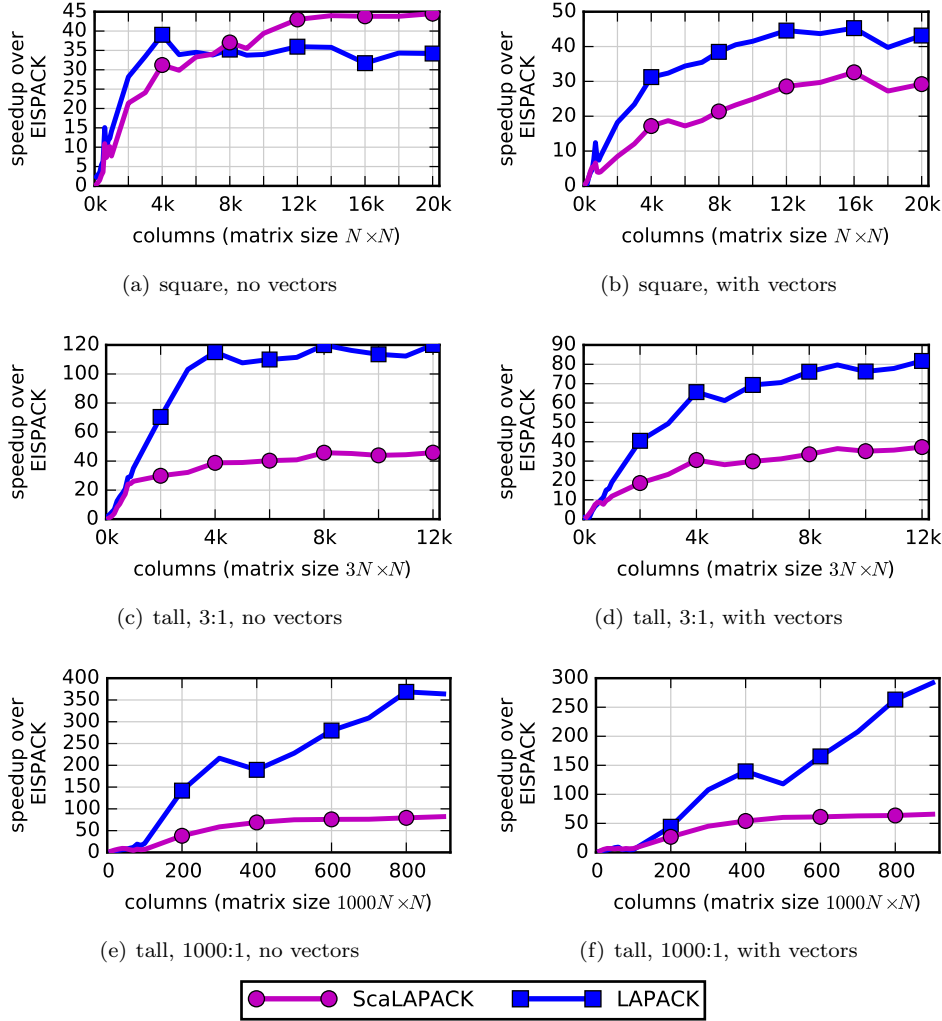 45
40
35
30
25
20
15
10
5
0
speedup over
EISPACK
0k 4k 8k 12k 16k 20k
columns (matrix size N×N)
(a) square, no vectors
50
40
30
20
10
0
speedup over
EISPACK
0k 4k 8k 12k 16k 20k
columns (matrix size N×N)
(b) square, with vectors
120
100
80
60
40
20
0
speedup over
EISPACK
0k 4k 8k 12k
columns (matrix size 3N×N)
(c) tall, 3:1, no vectors
90
80
70
60
50
40
30
20
10
0
speedup over
EISPACK
0k 4k 8k 12k
columns (matrix size 3N×N)
(d) tall, 3:1, with vectors
400
350
300
250
200
150
100
50
0
speedup over
EISPACK
0 200 400 600 800
columns (matrix size 1000N×N)
(e) tall, 1000:1, no vectors
300
250
200
150
100
50
0
speedup over
EISPACK
0 200 400 600 800
columns (matrix size 1000N×N)
(f) tall, 1000:1, with vectors
ScaLAPACK LAPACK